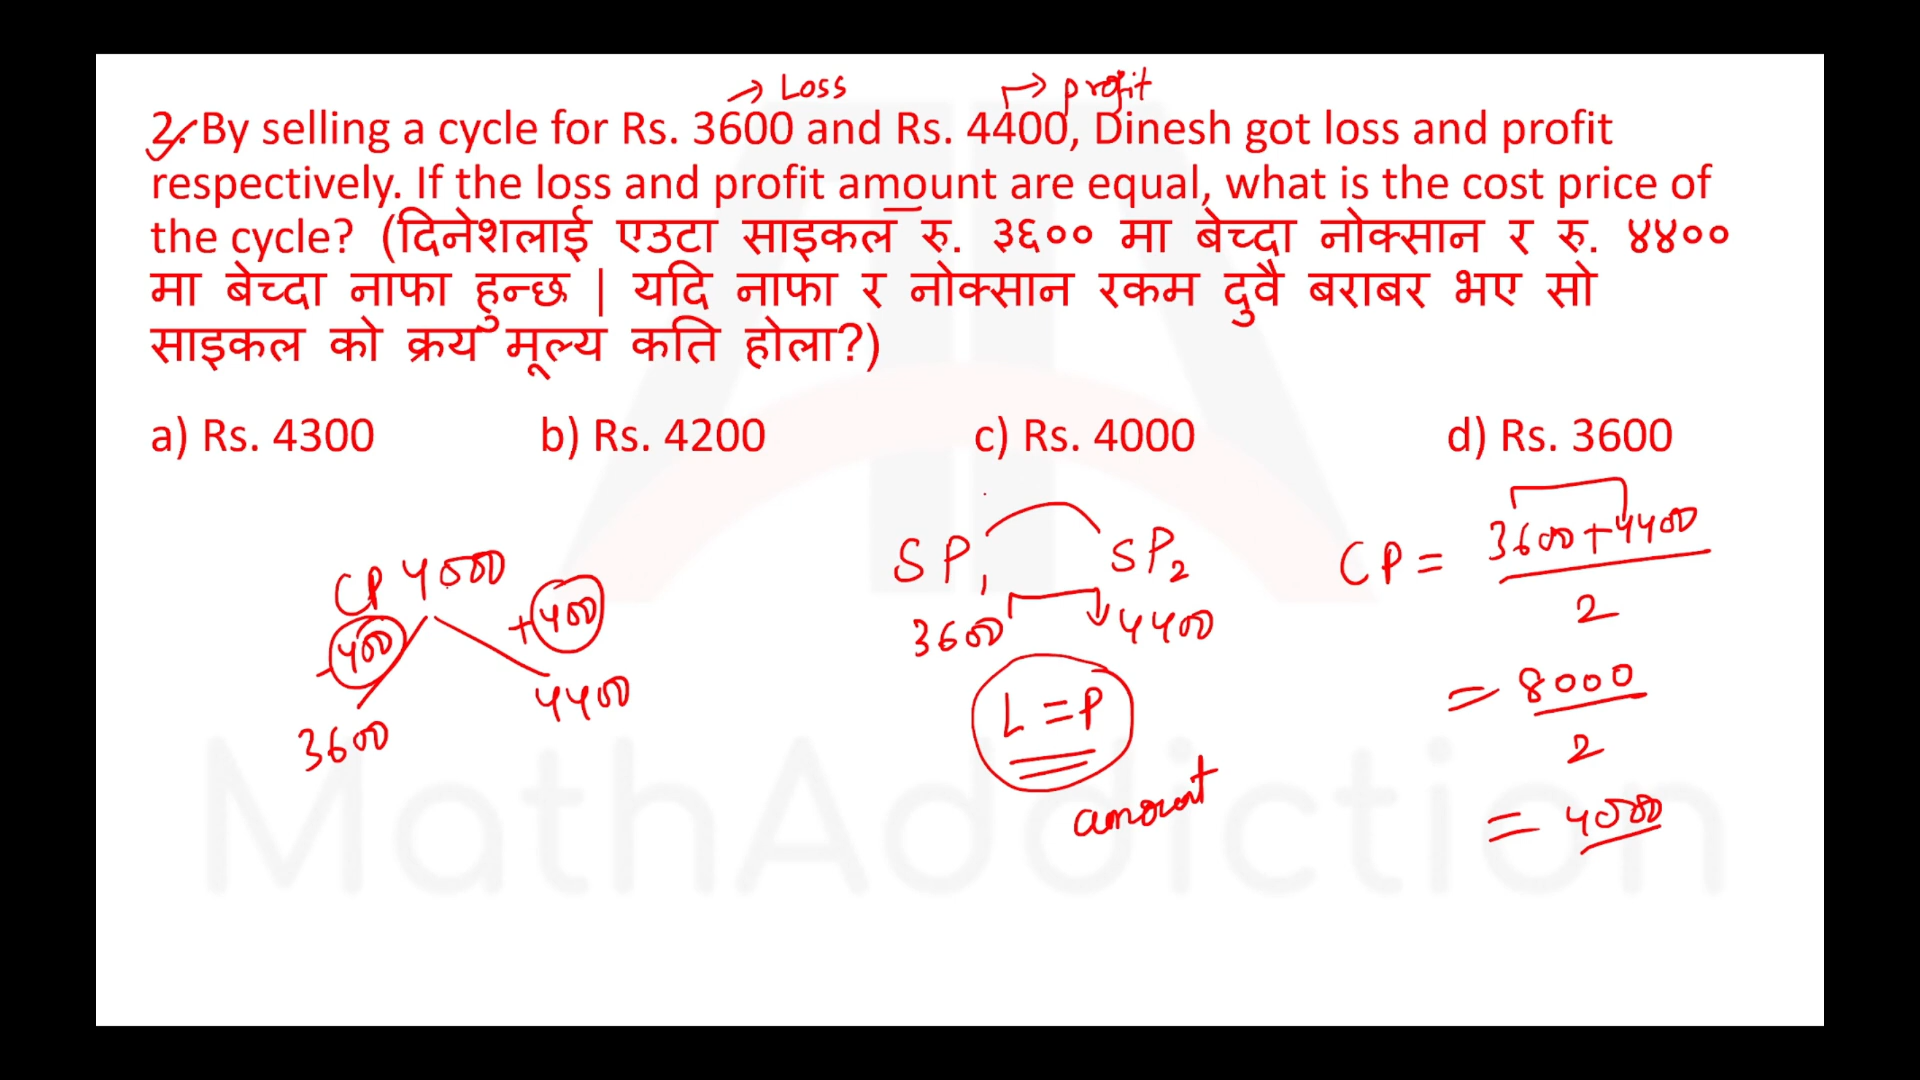 → Loss → profit
2. By selling a cycle for Rs. 3600 and Rs. 4400, Dinesh got loss and profit
respectively. If the loss and profit amount are equal, what is the cost price of
the cycle? (दिनेशलाई एउटा साइकल रु. ३६०० मा बेच्दा नोक्सान र रु. ४४००
मा बेच्दा नाफा हुन्छ | यदि नाफा र नोक्सान रकम दुवै बराबर भए सो
साइकल को क्रय मूल्य कति होला?)
a) Rs. 4300 b) Rs. 4200 c) Rs. 4000 d) Rs. 3600
CP 4000
-400 +400
3600 4400
SP1 SP2
3600 4400
L = P
amount
CP = 3600+4400
2
= 8000
2
= 4000
MathAddiction